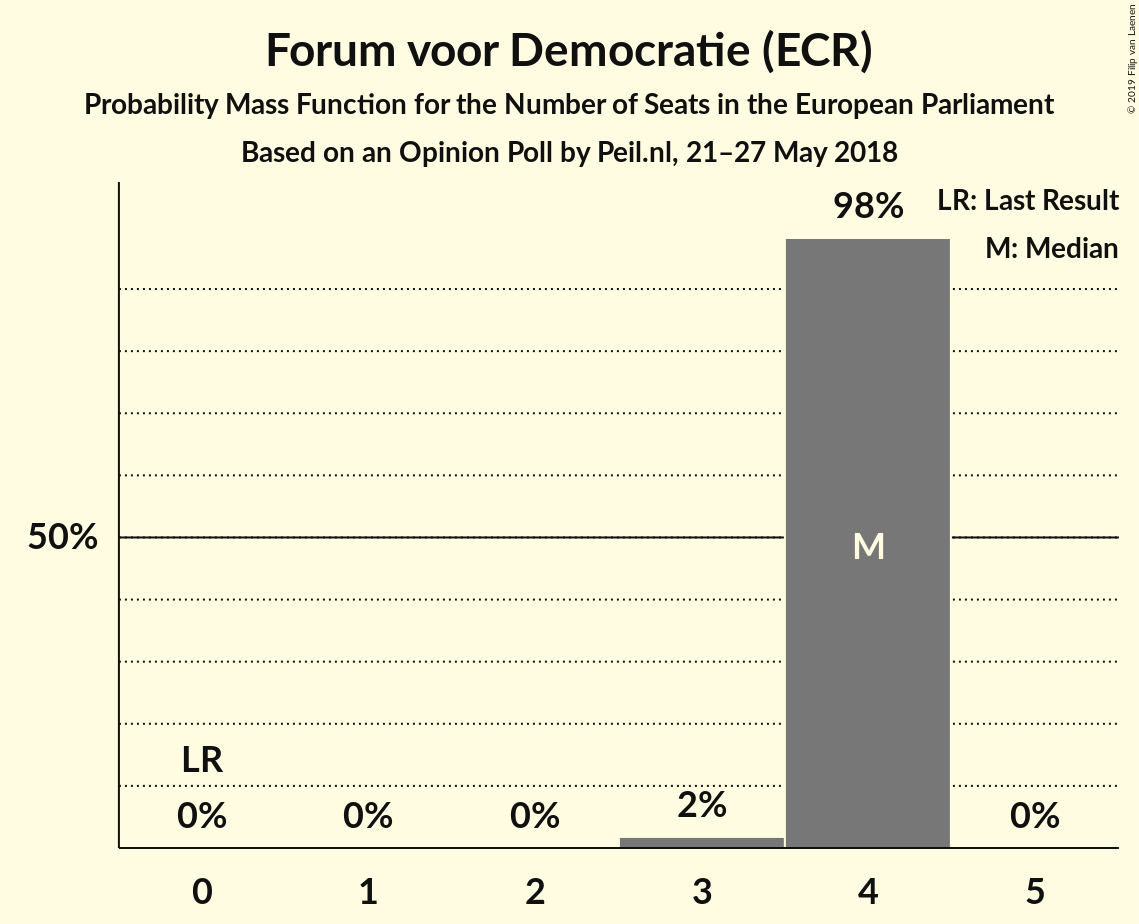 Forum voor Democratie (ECR)
Probability Mass Function for the Number of Seats in the European Parliament
Based on an Opinion Poll by Peil.nl, 21–27 May 2018
© 2019 Filip van Laenen
LR: Last Result
M: Median
98%
50%
M
LR
0%
0%
0%
2%
0%
0
1
2
3
4
5